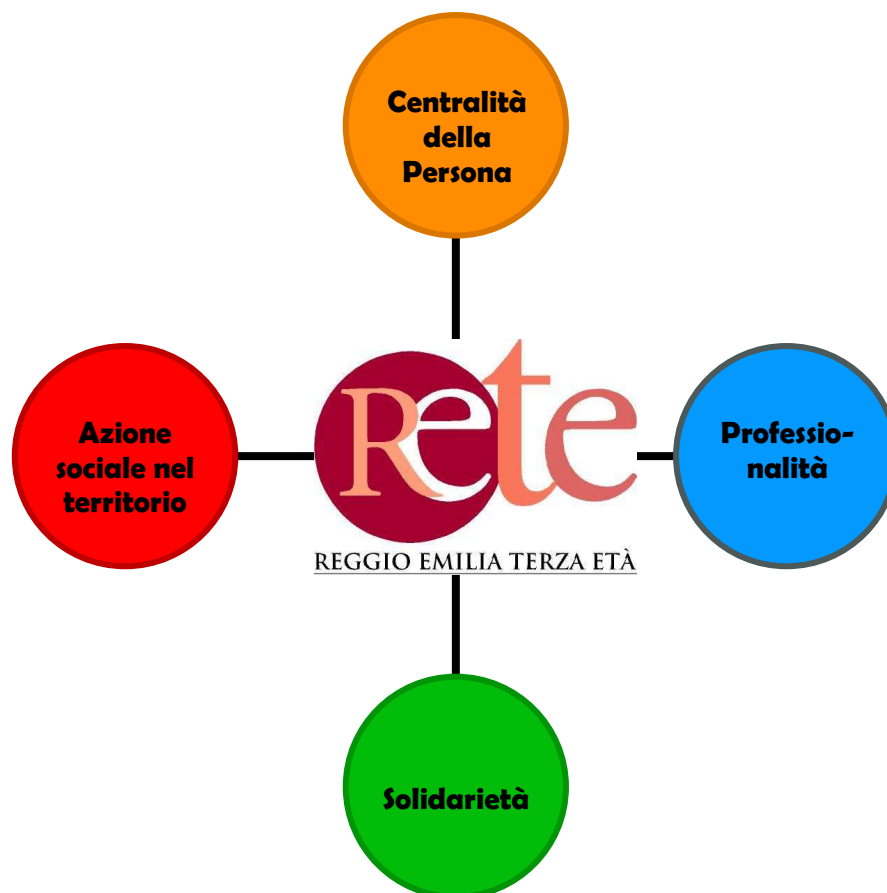 Centralità
della
Persona
Azione
sociale nel
territorio
Rete
REGGIO EMILIA TERZA ETÀ
Professio-
nalità
Solidarietà